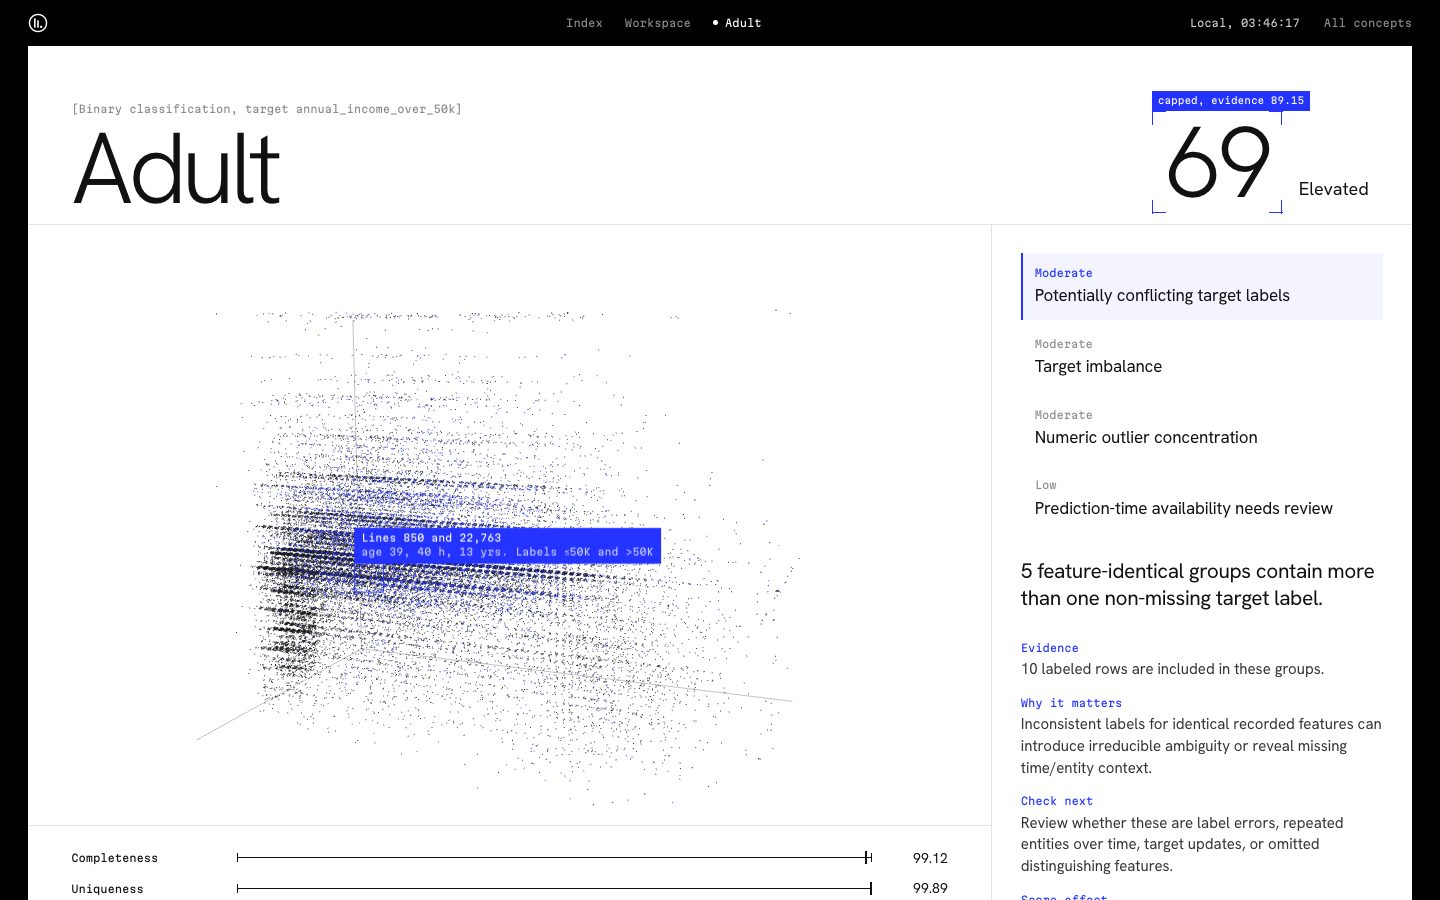 Index Workspace Adult Local, 03:46:17 All concepts
[Binary classification, target annual_income_over_50k]
Adult
capped, evidence 89.15
69
Elevated
Lines 850 and 22,763
age 39, 40 h, 13 yrs. Labels ≤50K and >50K
Completeness 99.12
Uniqueness 99.89
Moderate
Potentially conflicting target labels
Moderate
Target imbalance
Moderate
Numeric outlier concentration
Low
Prediction-time availability needs review
5 feature-identical groups contain more
than one non-missing target label.
Evidence
10 labeled rows are included in these groups.
Why it matters
Inconsistent labels for identical recorded features can
introduce irreducible ambiguity or reveal missing
time/entity context.
Check next
Review whether these are label errors, repeated
entities over time, target updates, or omitted
distinguishing features.